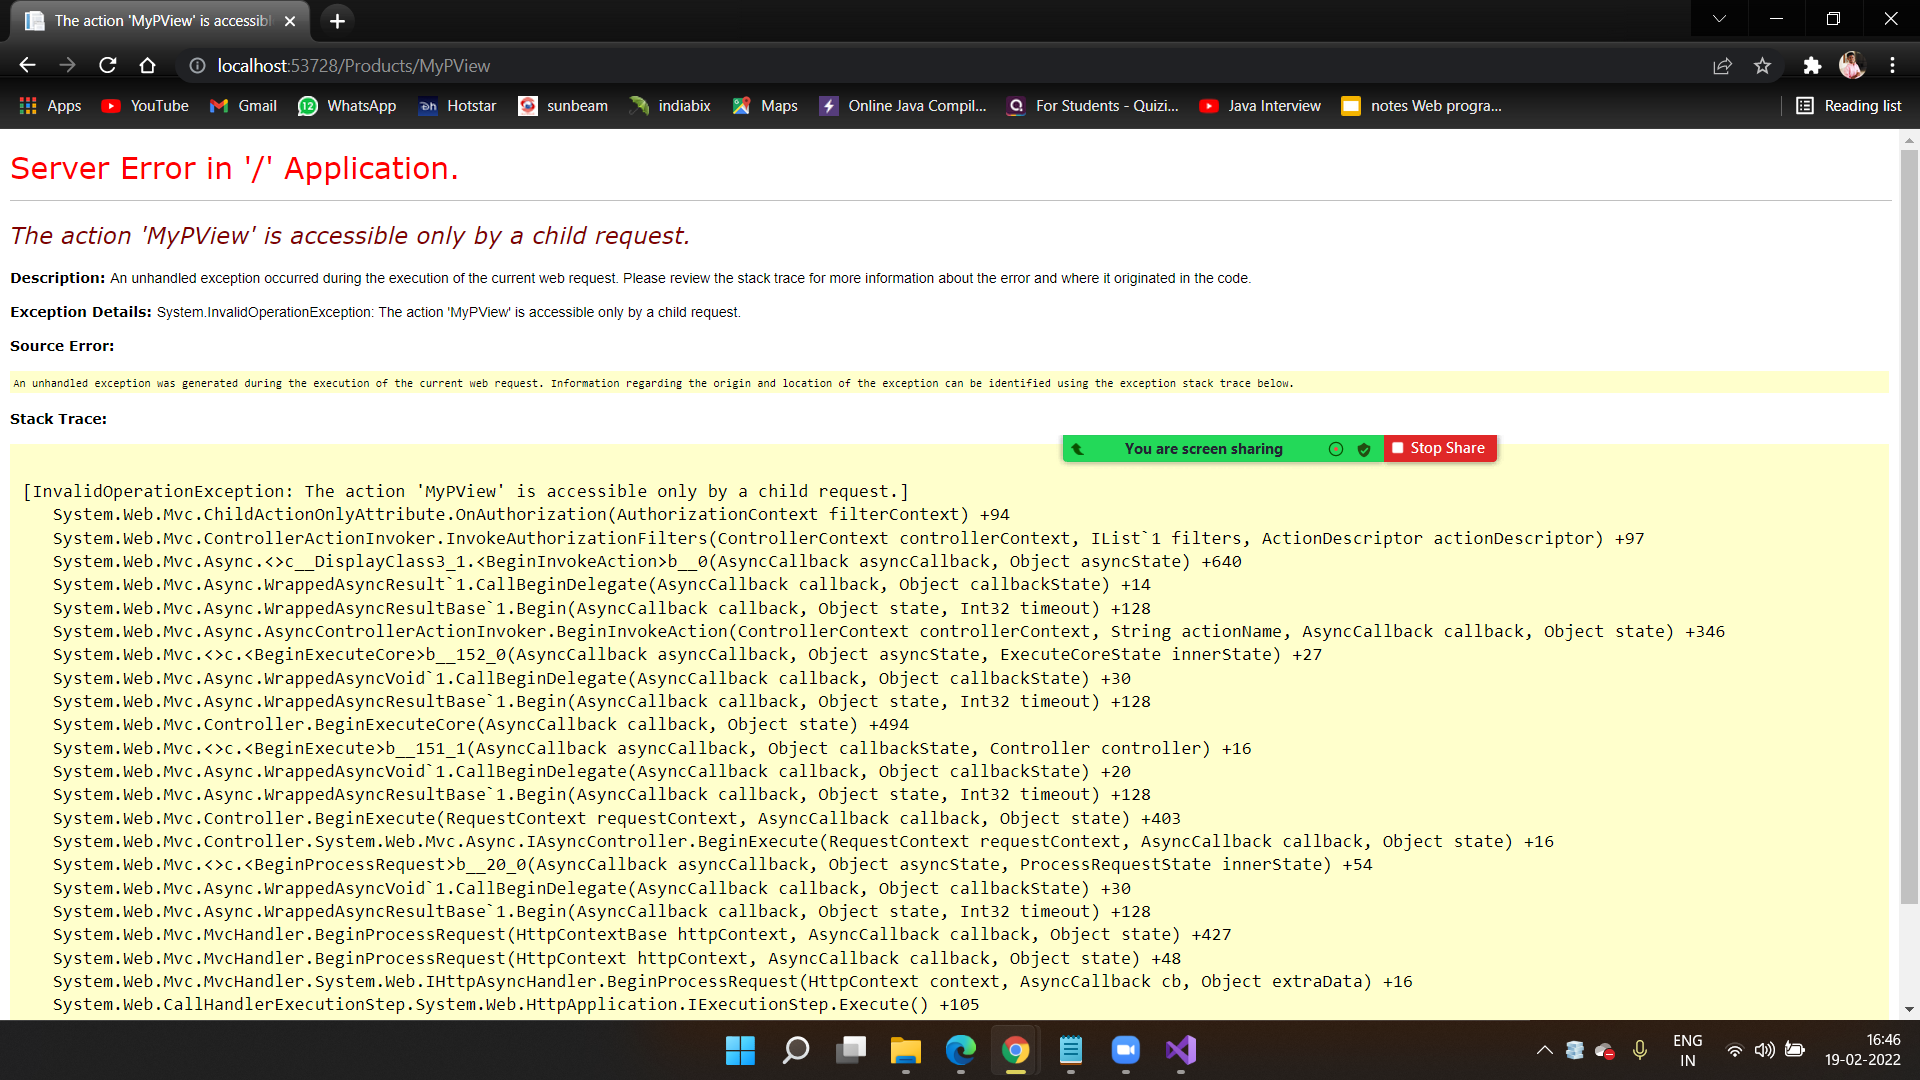 The action 'MyPView' is accessib
localhost:53728/Products/MyPView
Apps YouTube Gmail WhatsApp Hotstar sunbeam indiabix Maps Online Java Compil... For Students - Quizi... Java Interview notes Web progra... Reading list
Server Error in '/' Application.
The action 'MyPView' is accessible only by a child request.
Description: An unhandled exception occurred during the execution of the current web request. Please review the stack trace for more information about the error and where it originated in the code.
Exception Details: System.InvalidOperationException: The action 'MyPView' is accessible only by a child request.
Source Error:
An unhandled exception was generated during the execution of the current web request. Information regarding the origin and location of the exception can be identified using the exception stack trace below.
Stack Trace:
You are screen sharing Stop Share
[InvalidOperationException: The action 'MyPView' is accessible only by a child request.]
System.Web.Mvc.ChildActionOnlyAttribute.OnAuthorization(AuthorizationContext filterContext) +94
System.Web.Mvc.ControllerActionInvoker.InvokeAuthorizationFilters(ControllerContext controllerContext, IList`1 filters, ActionDescriptor actionDescriptor) +97
System.Web.Mvc.Async.<>c__DisplayClass3_1.<BeginInvokeAction>b__0(AsyncCallback asyncCallback, Object asyncState) +640
System.Web.Mvc.Async.WrappedAsyncResult`1.CallBeginDelegate(AsyncCallback callback, Object callbackState) +14
System.Web.Mvc.Async.WrappedAsyncResultBase`1.Begin(AsyncCallback callback, Object state, Int32 timeout) +128
System.Web.Mvc.Async.AsyncControllerActionInvoker.BeginInvokeAction(ControllerContext controllerContext, String actionName, AsyncCallback callback, Object state) +346
System.Web.Mvc.<>c.<BeginExecuteCore>b__152_0(AsyncCallback asyncCallback, Object asyncState, ExecuteCoreState innerState) +27
System.Web.Mvc.Async.WrappedAsyncVoid`1.CallBeginDelegate(AsyncCallback callback, Object callbackState) +30
System.Web.Mvc.Async.WrappedAsyncResultBase`1.Begin(AsyncCallback callback, Object state, Int32 timeout) +128
System.Web.Mvc.Controller.BeginExecuteCore(AsyncCallback callback, Object state) +494
System.Web.Mvc.<>c.<BeginExecute>b__151_1(AsyncCallback asyncCallback, Object callbackState, Controller controller) +16
System.Web.Mvc.Async.WrappedAsyncVoid`1.CallBeginDelegate(AsyncCallback callback, Object callbackState) +20
System.Web.Mvc.Async.WrappedAsyncResultBase`1.Begin(AsyncCallback callback, Object state, Int32 timeout) +128
System.Web.Mvc.Controller.BeginExecute(RequestContext requestContext, AsyncCallback callback, Object state) +403
System.Web.Mvc.Controller.System.Web.Mvc.Async.IAsyncController.BeginExecute(RequestContext requestContext, AsyncCallback callback, Object state) +16
System.Web.Mvc.<>c.<BeginProcessRequest>b__20_0(AsyncCallback asyncCallback, Object asyncState, ProcessRequestState innerState) +54
System.Web.Mvc.Async.WrappedAsyncVoid`1.CallBeginDelegate(AsyncCallback callback, Object callbackState) +30
System.Web.Mvc.Async.WrappedAsyncResultBase`1.Begin(AsyncCallback callback, Object state, Int32 timeout) +128
System.Web.Mvc.MvcHandler.BeginProcessRequest(HttpContextBase httpContext, AsyncCallback callback, Object state) +427
System.Web.Mvc.MvcHandler.BeginProcessRequest(HttpContext httpContext, AsyncCallback callback, Object state) +48
System.Web.Mvc.MvcHandler.System.Web.IHttpAsyncHandler.BeginProcessRequest(HttpContext context, AsyncCallback cb, Object extraData) +16
System.Web.CallHandlerExecutionStep.System.Web.HttpApplication.IExecutionStep.Execute() +105
ENG
IN
16:46
19-02-2022